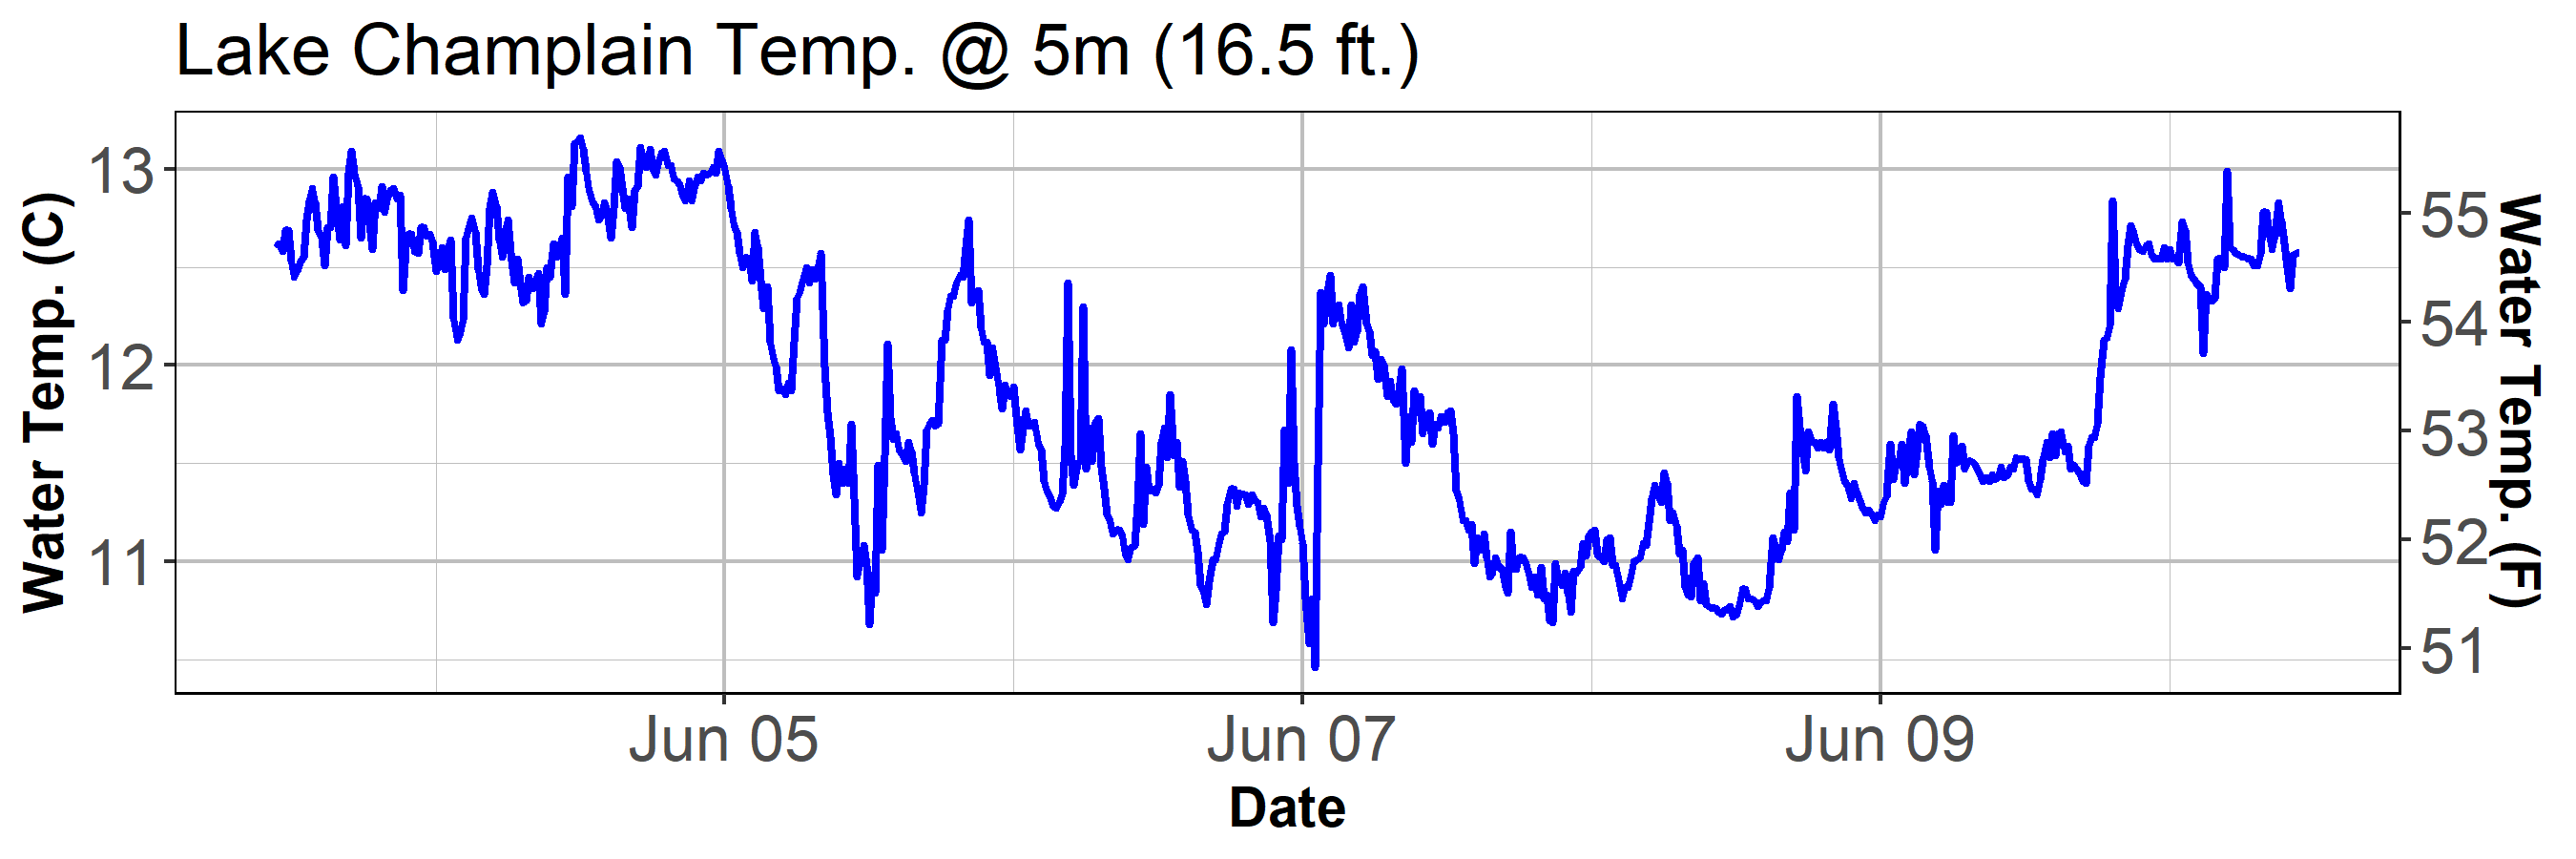 Lake Champlain Temp. @ 5m (16.5 ft.)
Water Temp. (C)
13
12
11
55
54
53
52
51
Water Temp. (F)
Jun 05 Jun 07 Jun 09
Date